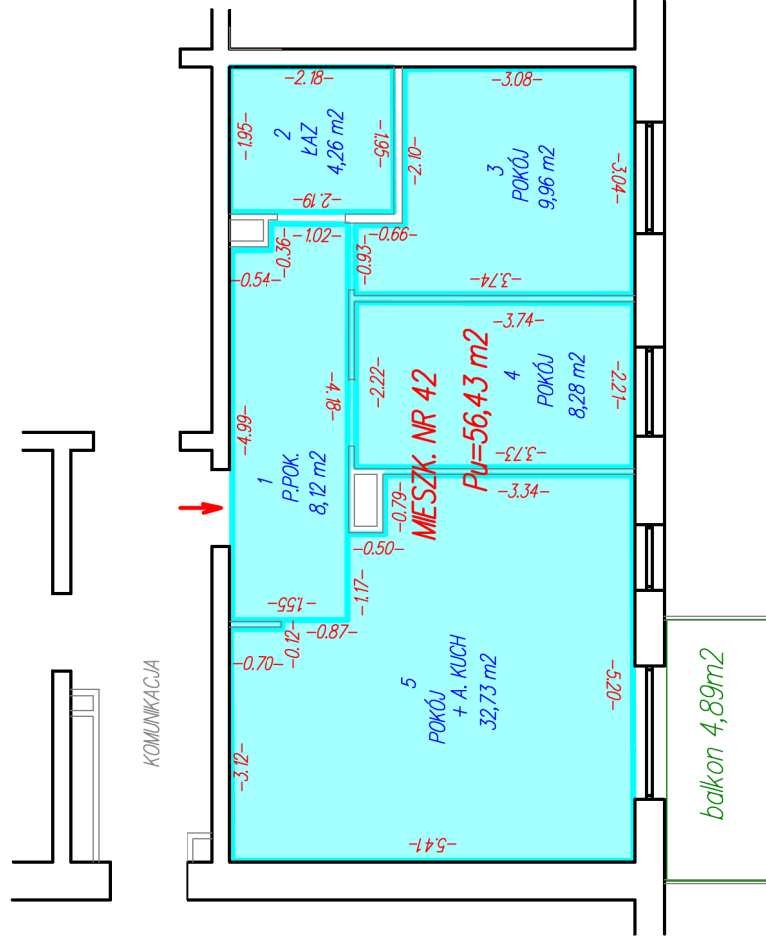 -2.18-
-1.95-
2
ŁAZ
4,26 m2
-1.95-
-2.19-
-3.08-
-2.10-
3
POKÓJ
9,96 m2
-3.04-
-1.02-
-0.36-
-0.54-
-0.66-
-0.93-
-3.74-
-3.74-
-4.99-
-4.18-
-2.22-
4
POKÓJ
8,28 m2
-2.21-
MIESZK. NR 42
Pu=56,43 m2
-3.73-
1
P.POK.
8,12 m2
-3.34-
-0.79-
-0.50-
-1.17-
-1.55-
-0.87-
-0.12-
-0.70-
-3.12-
5
POKÓJ
+ A. KUCH
32,73 m2
-5.20-
-5.41-
KOMUNIKACJA
balkon 4,89m2